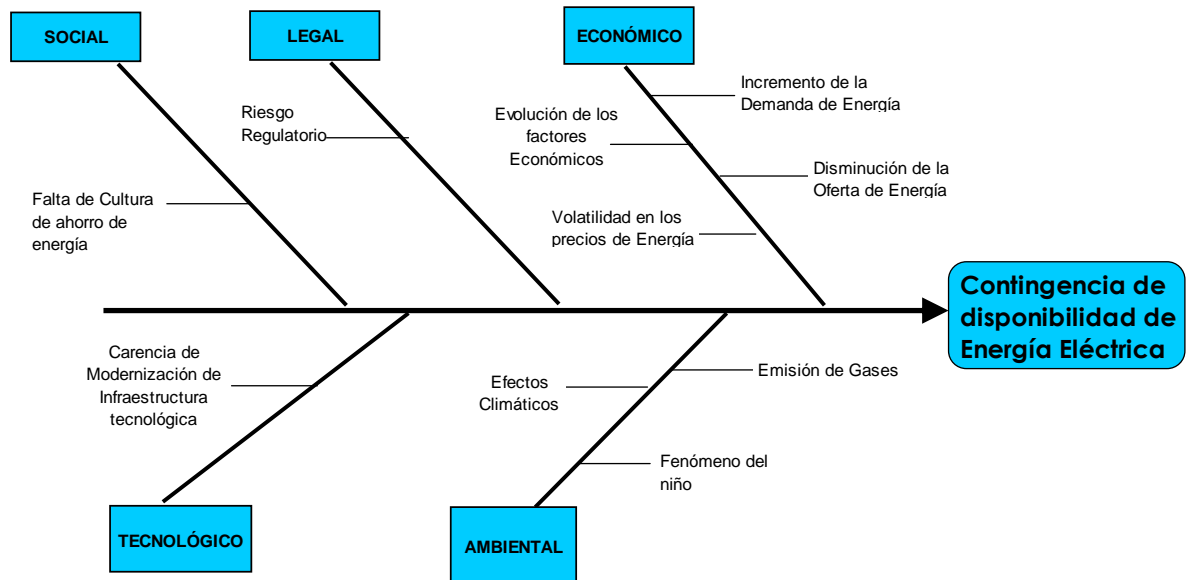 SOCIAL
LEGAL
ECONÓMICO
Incremento de la
Demanda de Energía
Riesgo
Regulatorio
Evolución de los
factores
Económicos
Disminución de la
Oferta de Energía
Falta de Cultura
de ahorro de
energía
Volatilidad en los
precios de Energía
Contingencia de
disponibilidad de
Energía Eléctrica
Carencia de
Modernización de
Infraestructura
tecnológica
Efectos
Climáticos
Emisión de Gases
Fenómeno del
niño
TECNOLÓGICO
AMBIENTAL